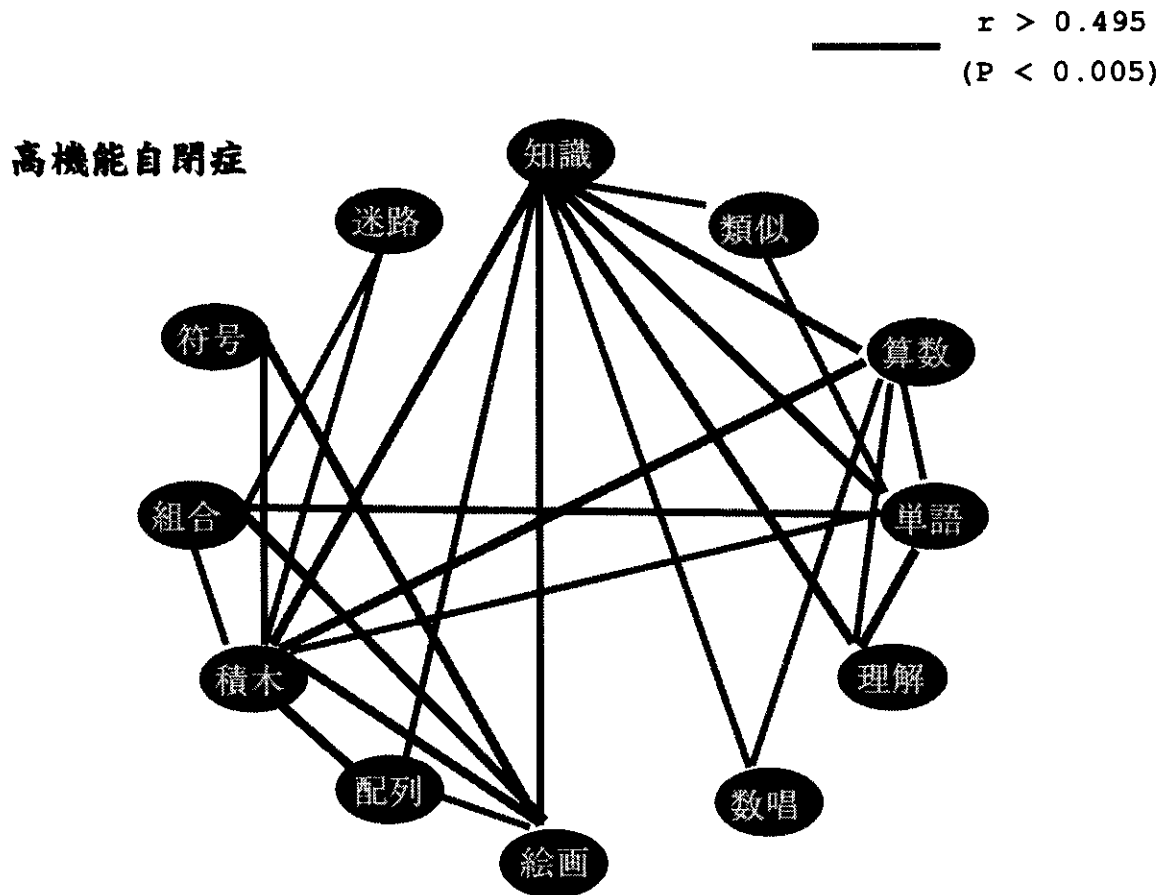 r > 0.495
(P < 0.005)
高機能自閉症
知識
迷路
類似
符号
算数
組合
単語
積木
理解
配列
数唱
絵画